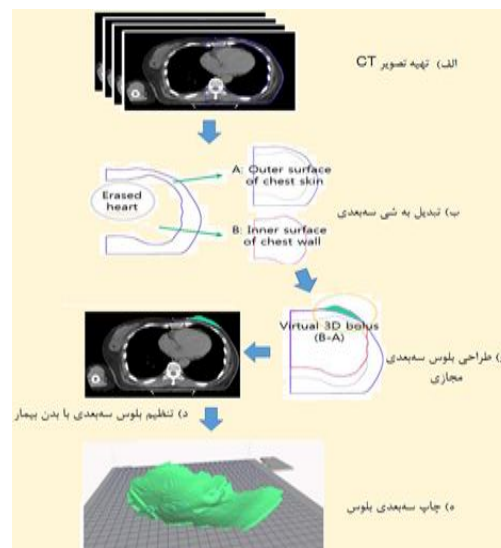 الف) تهیه تصویر CT
A: Outer surface
of chest skin
Erased
heart
B: Inner surface
of chest wall
ب) تبدیل به شی سه‌بعدی
Virtual 3D bolus
(B-A)
) طراحی بلوس سه‌بعدی
مجازی
د) تنظیم بلوس سه‌بعدی با بدن بیمار
ه) چاپ سه‌بعدی بلوس